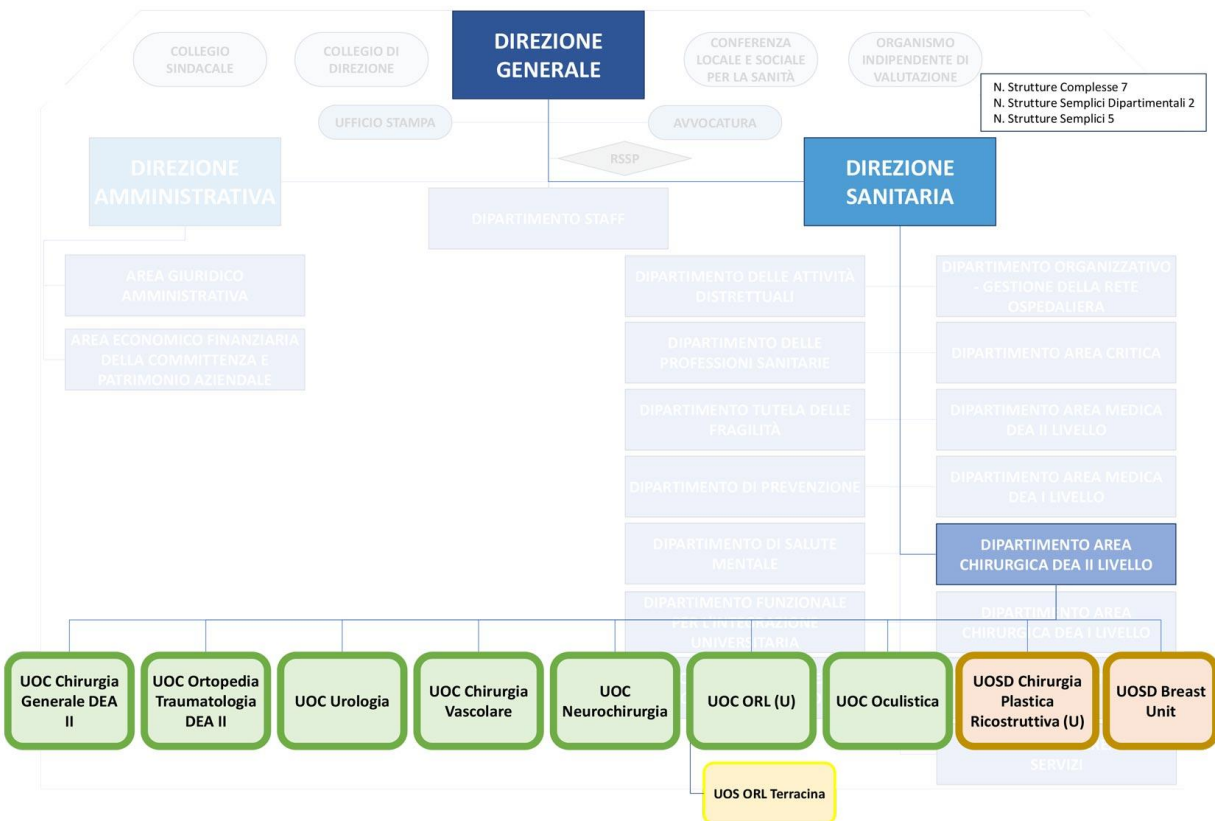 DIREZIONE
GENERALE
COLLEGIO
SINDACALE
COLLEGIO DI
DIREZIONE
CONFERENZA
LOCALE E SOCIALE
PER LA SANITÀ
ORGANISMO
INDIPENDENTE DI
VALUTAZIONE
N. Strutture Complesse 7
N. Strutture Semplici Dipartimentali 2
N. Strutture Semplici 5
UFFICIO STAMPA
AVVOCATURA
RSSP
DIREZIONE
AMMINISTRATIVA
DIREZIONE
SANITARIA
DIPARTIMENTO STAFF
AREA GIURIDICO
AMMINISTRATIVA
AREA ECONOMICO FINANZIARIA
DELLA COMMITTENZA E
PATRIMONIO AZIENDALE
DIPARTIMENTO DELLE ATTIVITÀ
DISTRETTUALI
DIPARTIMENTO ORGANIZZATIVO
- GESTIONE DELLA RETE
OSPEDALIERA
DIPARTIMENTO DELLE
PROFESSIONI SANITARIE
DIPARTIMENTO AREA CRITICA
DIPARTIMENTO TUTELA DELLE
FRAGILITÀ
DIPARTIMENTO AREA MEDICA
DEA II LIVELLO
DIPARTIMENTO DI PREVENZIONE
DIPARTIMENTO AREA MEDICA
DEA I LIVELLO
DIPARTIMENTO DI SALUTE
MENTALE
DIPARTIMENTO AREA
CHIRURGICA DEA II LIVELLO
DIPARTIMENTO FUNZIONALE
PER L'INTEGRAZIONE
UNIVERSITARIA
DIPARTIMENTO AREA
CHIRURGICA DEA I LIVELLO
UOC Chirurgia
Generale DEA
II
UOC Ortopedia
Traumatologia
DEA II
UOC Urologia
UOC Chirurgia
Vascolare
UOC
Neurochirurgia
UOC ORL (U)
UOC Oculistica
UOSD Chirurgia
Plastica
Ricostruttiva (U)
UOSD Breast
Unit
SERVIZI
UOS ORL Terracina